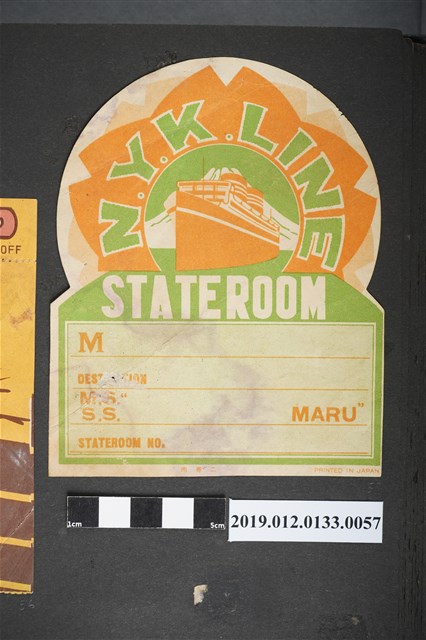 N.Y.K. LINE
STATEROOM
M
M.S."
S.S. MARU"
STATEROOM NO.
PRINTED IN JAPAN
OFF
1cm 5cm
2019.012.0133.0057